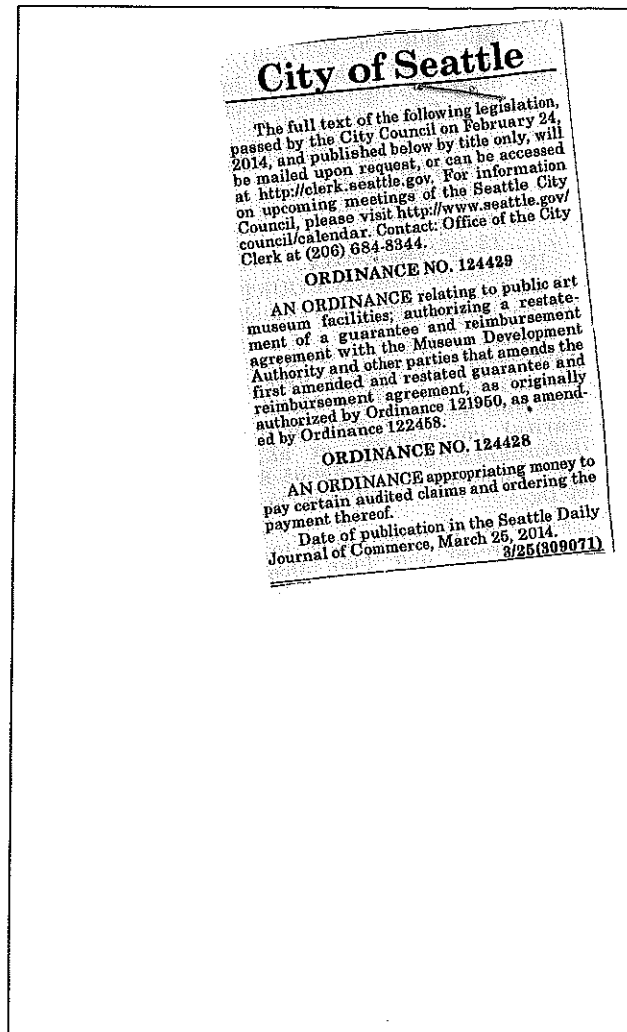 City of Seattle
The full text of the following legislation,
passed by the City Council on February 24,
2014, and published below by title only, will
be mailed upon request, or can be accessed
at http://clerk.seattle.gov. For information
on upcoming meetings of the Seattle City
Council, please visit http://www.seattle.gov/
council/calendar. Contact: Office of the City
Clerk at (206) 684-8344.
ORDINANCE NO. 124429
AN ORDINANCE relating to public art
museum facilities; authorizing a restate-
ment of a guarantee and reimbursement
agreement with the Museum Development
Authority and other parties that amends the
first amended and restated guarantee and
reimbursement agreement, as originally
authorized by Ordinance 121950, as amend-
ed by Ordinance 122458.
ORDINANCE NO. 124428
AN ORDINANCE appropriating money to
pay certain audited claims and ordering the
payment thereof.
Date of publication in the Seattle Daily
Journal of Commerce, March 25, 2014.
3/25(309071)